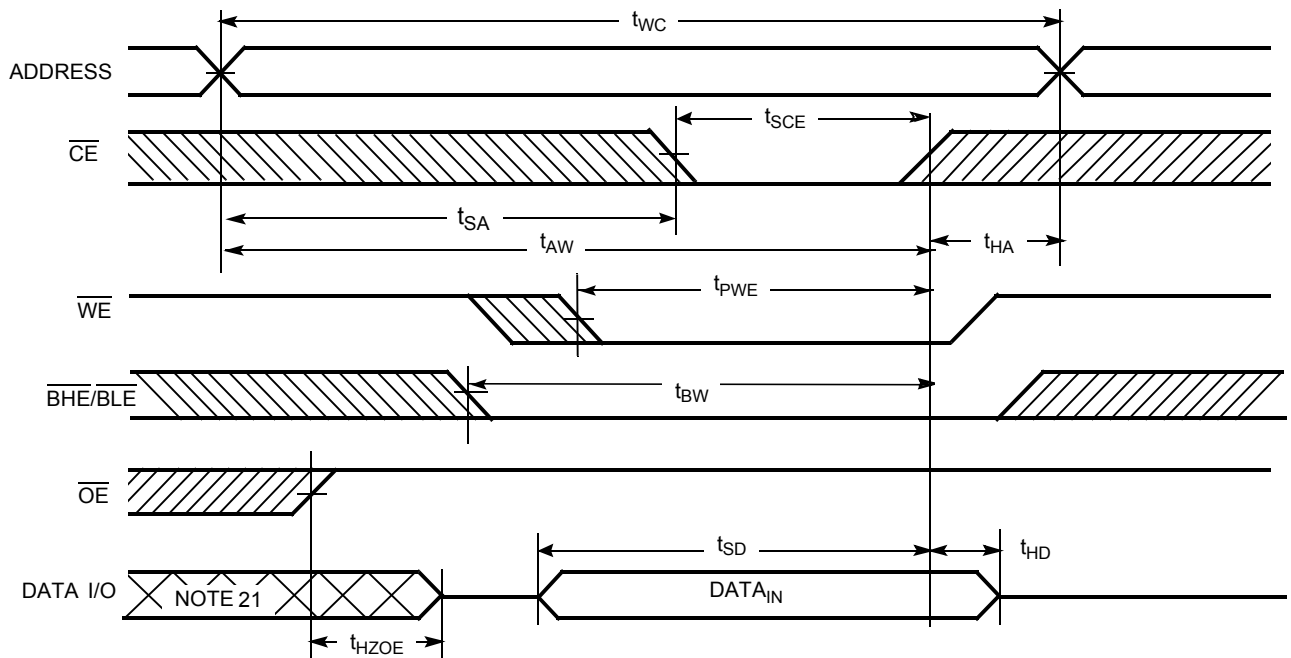 tWC
ADDRESS
tSCE
CE
tSA
tAW
tHA
tPWE
WE
BHE/BLE
tBW
OE
tSD
tHD
DATA I/O
NOTE 21
DATAIN
tHZOE